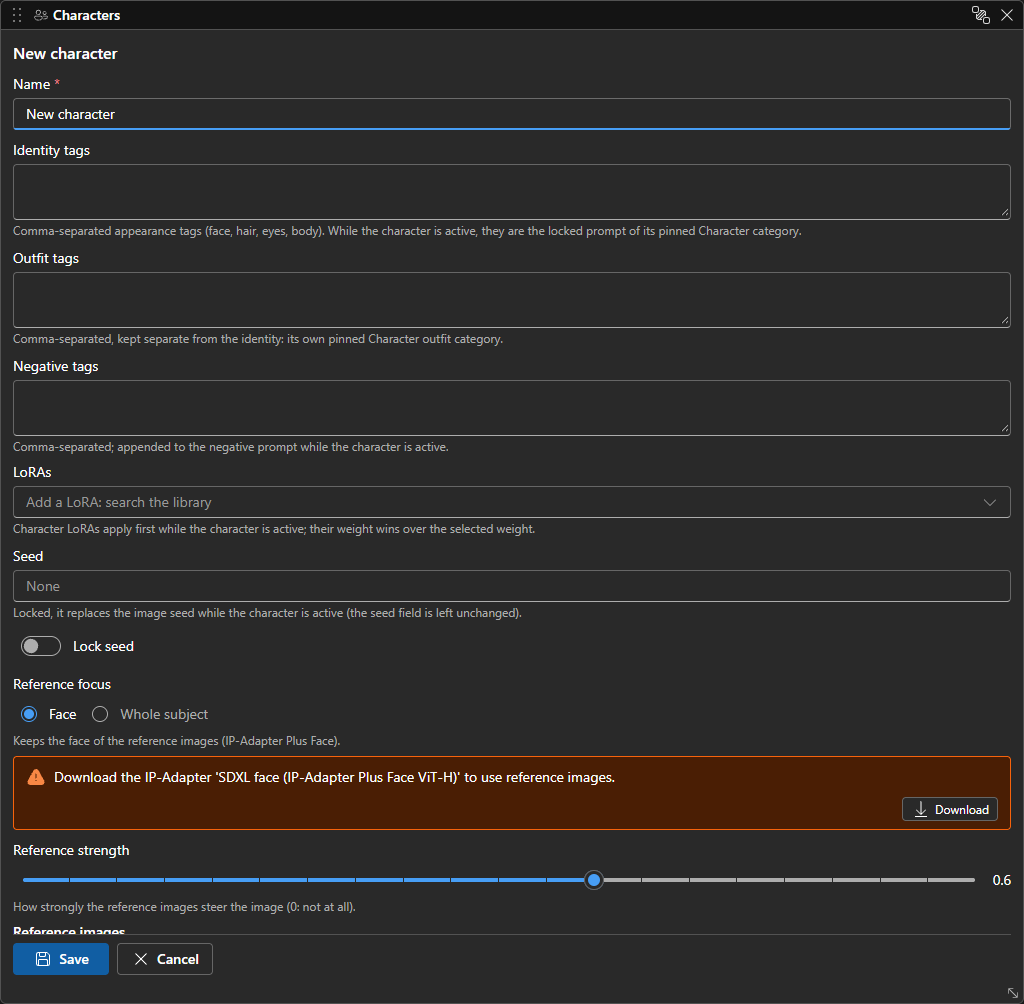 Characters
New character
Name *
New character
Identity tags
Comma-separated appearance tags (face, hair, eyes, body). While the character is active, they are the locked prompt of its pinned Character category.
Outfit tags
Comma-separated, kept separate from the identity: its own pinned Character outfit category.
Negative tags
Comma-separated; appended to the negative prompt while the character is active.
LoRAs
Add a LoRA: search the library
Character LoRAs apply first while the character is active; their weight wins over the selected weight.
Seed
None
Locked, it replaces the image seed while the character is active (the seed field is left unchanged).
Lock seed
Reference focus
Face Whole subject
Keeps the face of the reference images (IP-Adapter Plus Face).
Download the IP-Adapter 'SDXL face (IP-Adapter Plus Face ViT-H)' to use reference images.
Download
Reference strength
0.6
How strongly the reference images steer the image (0: not at all).
Reference images
Save Cancel